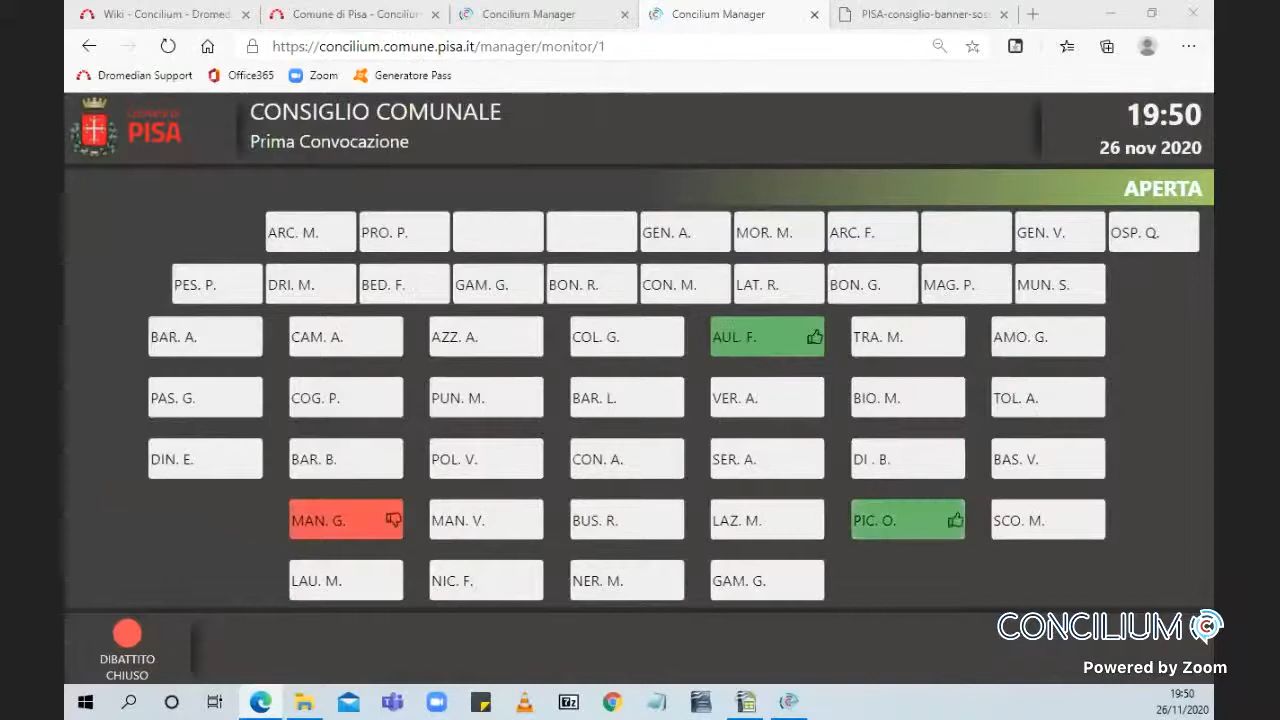 Wiki - Concilium - Dromed
Comune di Pisa - Concilium
Concilium Manager
Concilium Manager
PISA-consiglio-banner-sos
https://concilium.comune.pisa.it/manager/monitor/1
Dromedian Support
Office365
Zoom
Generatore Pass
PISA
CONSIGLIO COMUNALE
Prima Convocazione
19:50
26 nov 2020
APERTA
ARC. M. PRO. P. GEN. A. MOR. M. ARC. F. GEN. V. OSP. Q.
PES. P. DRI. M. BED. F. GAM. G. BON. R. CON. M. LAT. R. BON. G. MAG. P. MUN. S.
BAR. A. CAM. A. AZZ. A. COL. G. AUL. F. TRA. M. AMO. G.
PAS. G. COG. P. PUN. M. BAR. L. VER. A. BIO. M. TOL. A.
DIN. E. BAR. B. POL. V. CON. A. SER. A. DI . B. BAS. V.
MAN. G. MAN. V. BUS. R. LAZ. M. PIC. O. SCO. M.
LAU. M. NIC. F. NER. M. GAM. G.
DIBATTITO
CHIUSO
CONCILIUM
Powered by Zoom
7z
19:50
26/11/2020